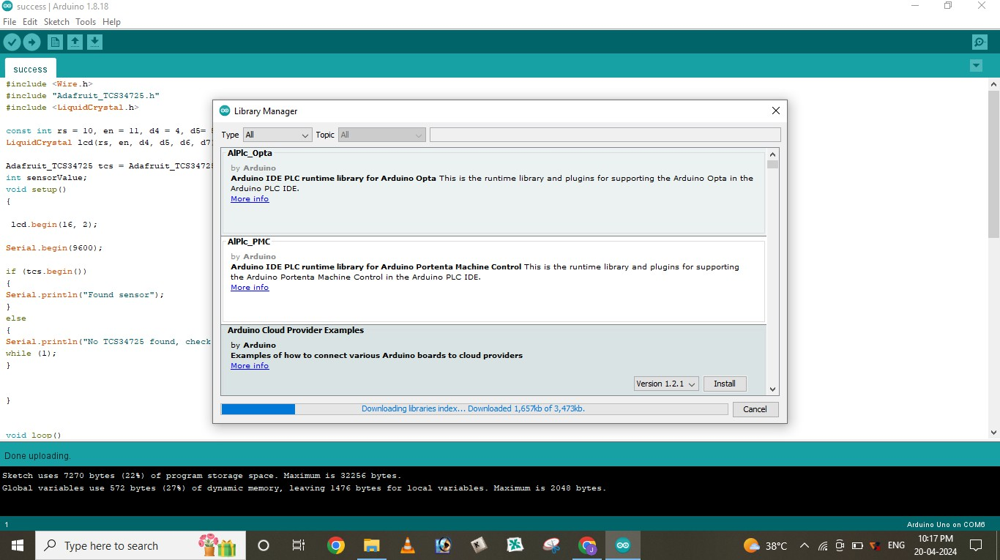 success | Arduino 1.8.18
File Edit Sketch Tools Help
success
#include <Wire.h>
#include "Adafruit_TCS34725.h"
#include <LiquidCrystal.h>
const int rs = 10, en = 11, d4 = 4, d5=
LiquidCrystal lcd(rs, en, d4, d5, d6, d7
Adafruit_TCS34725 tcs = Adafruit_TCS34725
int sensorValue;
void setup()
{
lcd.begin(16, 2);
Serial.begin(9600);
if (tcs.begin())
{
Serial.println("Found sensor");
}
else
{
Serial.println("No TCS34725 found, check
while (1);
}
}
void loop()
Library Manager
Type All Topic All
AlPlc_Opta
by Arduino
Arduino IDE PLC runtime library for Arduino Opta This is the runtime library and plugins for supporting the Arduino Opta in the
Arduino PLC IDE.
More info
AlPlc_PMC
by Arduino
Arduino IDE PLC runtime library for Arduino Portenta Machine Control This is the runtime library and plugins for supporting
the Arduino Portenta Machine Control in the Arduino PLC IDE.
More info
Arduino Cloud Provider Examples
by Arduino
Examples of how to connect various Arduino boards to cloud providers
More info
Version 1.2.1 Install
Downloading libraries index... Downloaded 1,657kb of 3,473kb.
Cancel
Done uploading.
Sketch uses 7270 bytes (22%) of program storage space. Maximum is 32256 bytes.
Global variables use 572 bytes (27%) of dynamic memory, leaving 1476 bytes for local variables. Maximum is 2048 bytes.
1
Arduino Uno on COM6
Type here to search
38°C
ENG
10:17 PM
20-04-2024